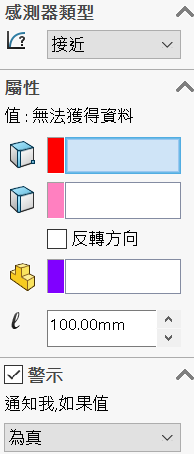 感測器類型
接近
屬性
值 : 無法獲得資料
反轉方向
ℓ 100.00mm
警示
通知我,如果值
為真